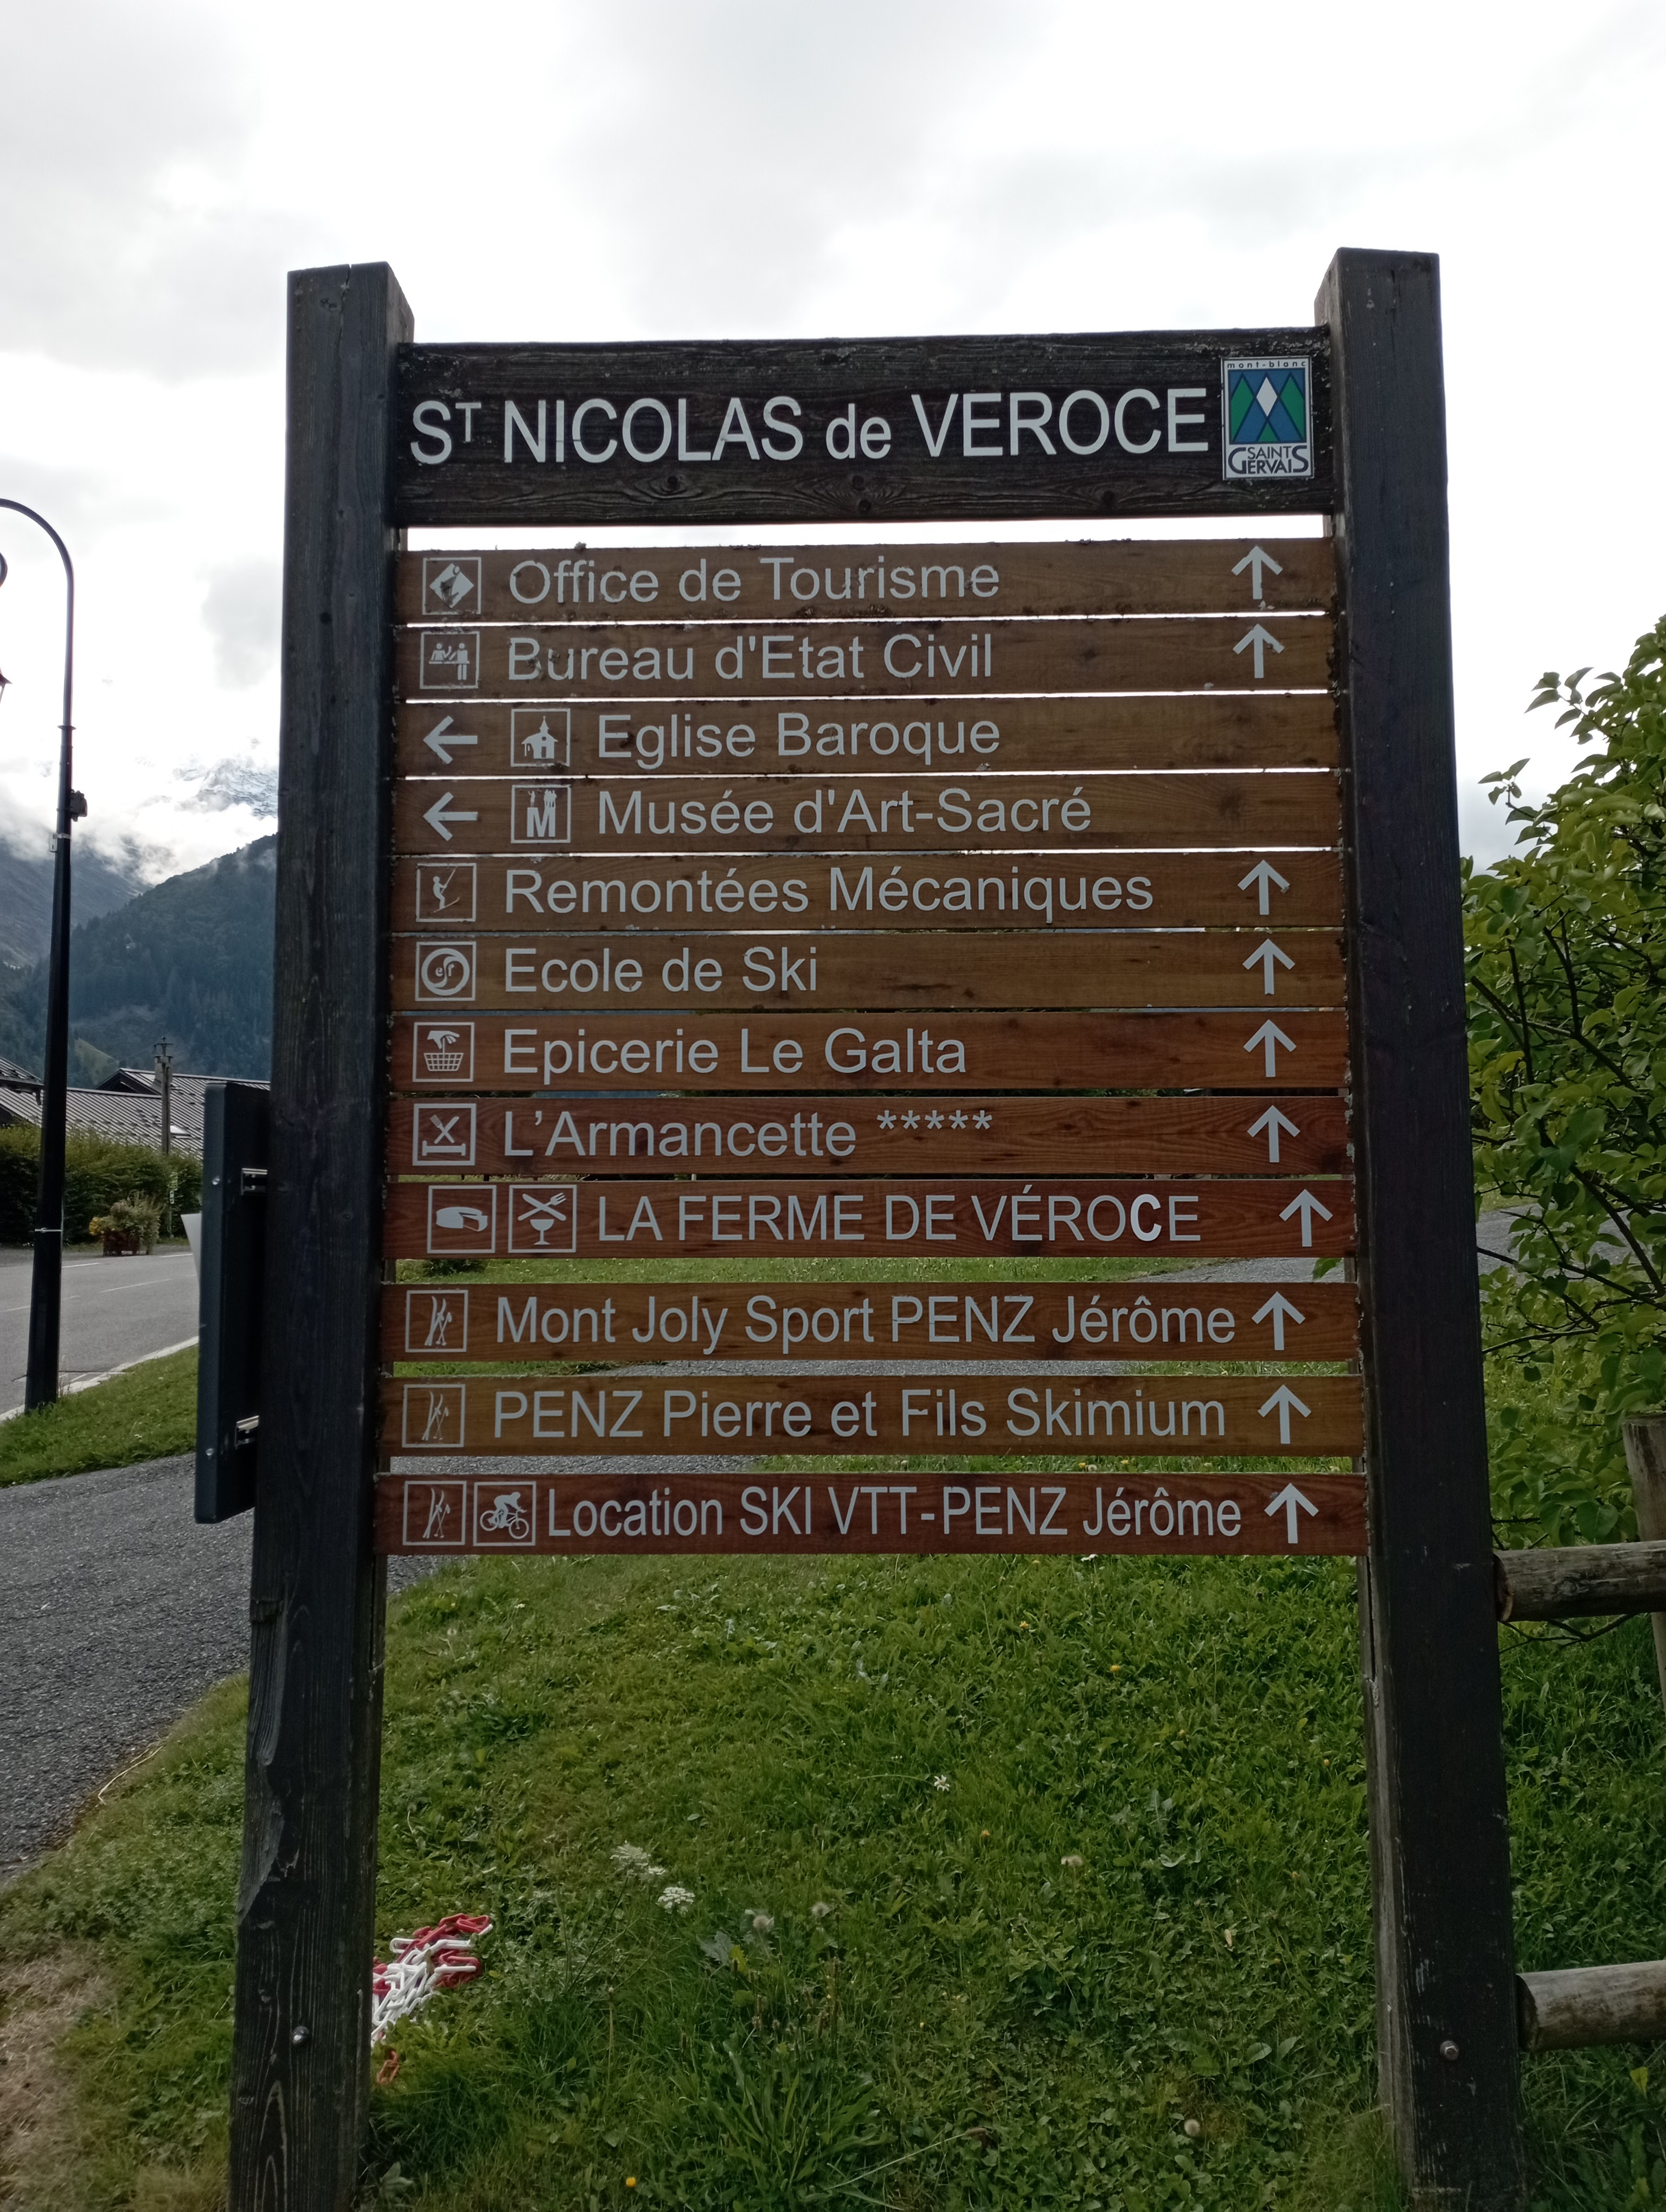 mont-blanc
ST NICOLAS de VEROCE
SAINT
GERVAIS
Office de Tourisme
Bureau d'Etat Civil
Eglise Baroque
M
Musée d'Art-Sacré
Remontées Mécaniques
esf
Ecole de Ski
Epicerie Le Galta
L'Armancette *****
LA FERME DE VÉROCE
Mont Joly Sport PENZ Jérôme
PENZ Pierre et Fils Skimium
Location SKI VTT-PENZ Jérôme